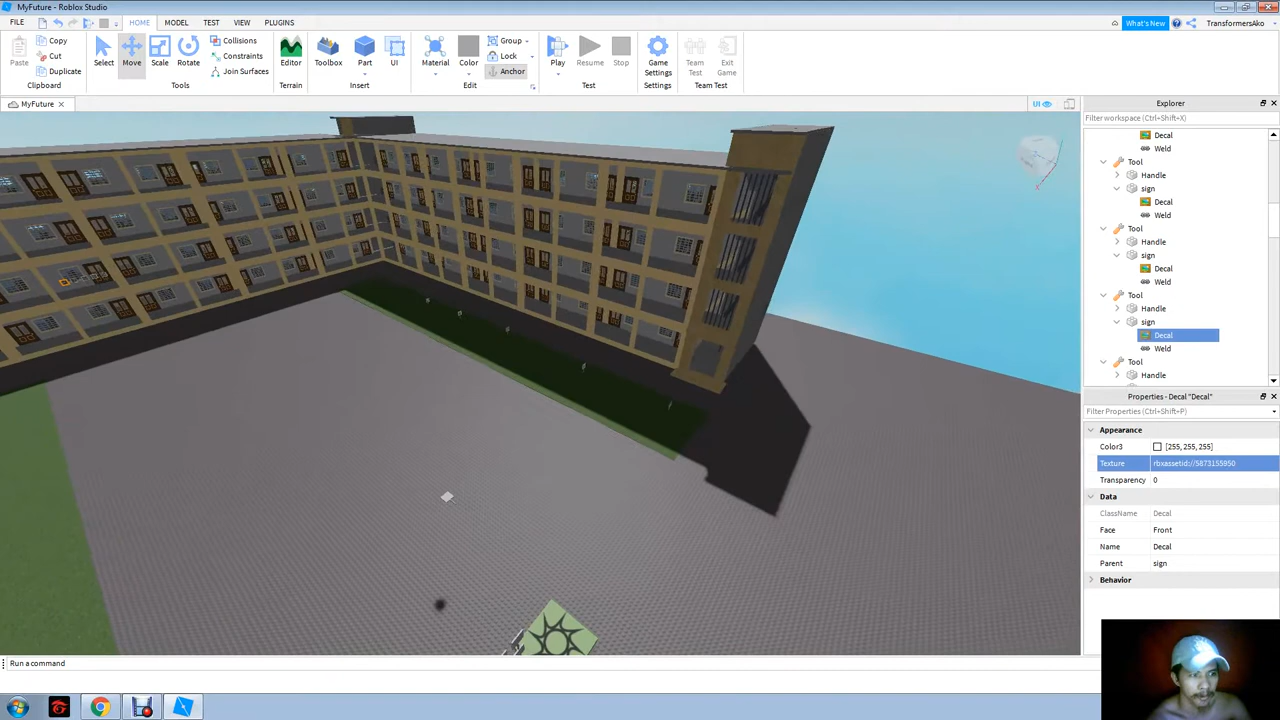 MyFuture - Roblox Studio
FILE HOME MODEL TEST VIEW PLUGINS What's New TransformersAko
Paste Copy Cut Duplicate Clipboard
Select Move Scale Rotate Collisions Constraints Join Surfaces Tools
Editor Terrain
Toolbox Part UI Insert
Material Color Group Lock Anchor Edit
Play Resume Stop Test
Game Settings Settings
Team Test Exit Game Team Test
MyFuture
UI
Explorer
Filter workspace (Ctrl+Shift+X)
Decal
Weld
Tool
Handle
sign
Decal
Weld
Tool
Handle
sign
Decal
Weld
Tool
Handle
sign
Decal
Weld
Tool
Handle
Properties - Decal "Decal"
Filter Properties (Ctrl+Shift+P)
Appearance
Color3 [255, 255, 255]
Texture rbxassetid://5873155950
Transparency 0
Data
ClassName Decal
Face Front
Name Decal
Parent sign
Behavior
Run a command